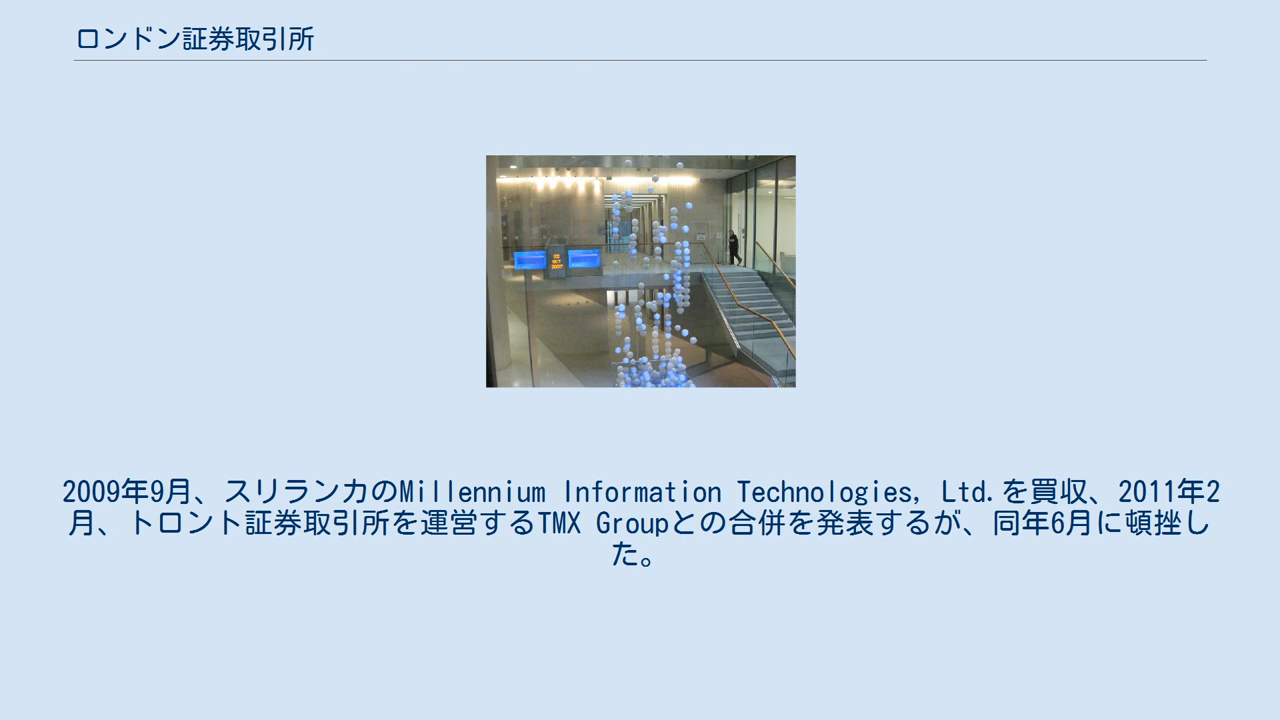 ロンドン証券取引所
02
OCT
2007
2009年9月、スリランカのMillennium Information Technologies, Ltd.を買収、2011年2
月、トロント証券取引所を運営するTMX Groupとの合併を発表するが、同年6月に頓挫し
た。